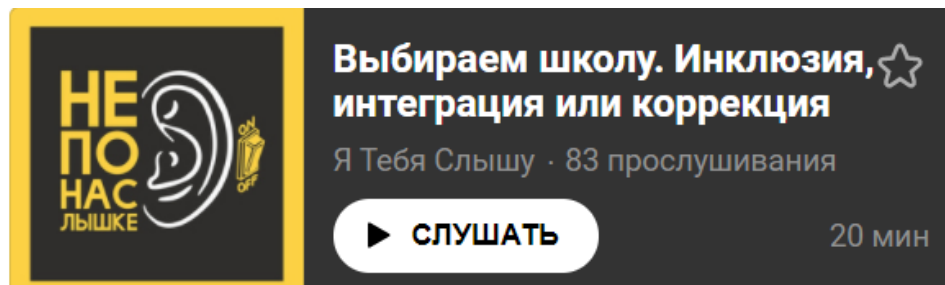 НЕ
ПО
НАС
ЛЫШКЕ
ON
OFF
Выбираем школу. Инклюзия,
интеграция или коррекция
Я Тебя Слышу · 83 прослушивания
СЛУШАТЬ
20 мин